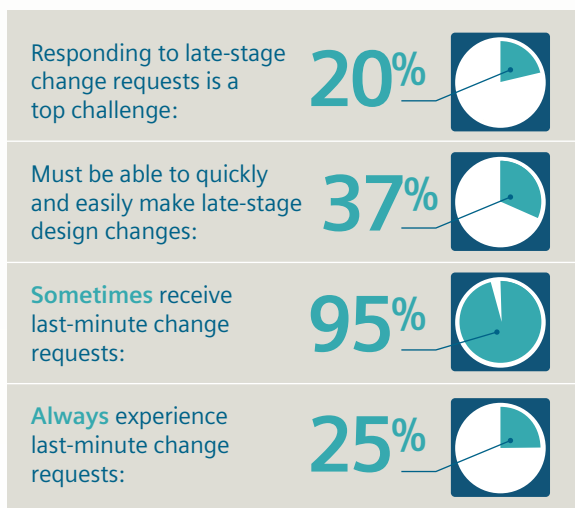 Responding to late-stage
change requests is a
top challenge:
20%
Must be able to quickly
and easily make late-stage
design changes:
37%
Sometimes receive
last-minute change
requests:
95%
Always experience
last-minute change
requests:
25%